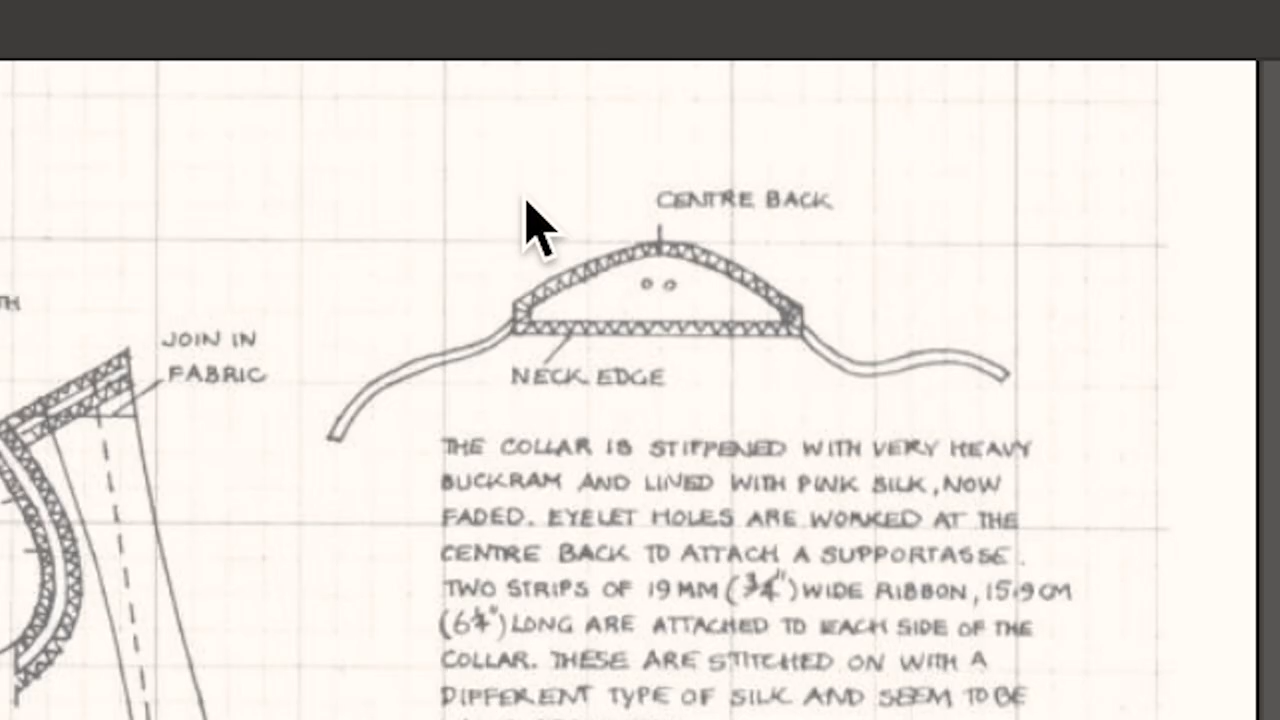 CENTRE BACK
TH
JOIN IN
FABRIC
NECK EDGE
THE COLLAR IS STIFFENED WITH VERY HEAVY
BUCKRAM AND LINED WITH PINK SILK, NOW
FADED. EYELET HOLES ARE WORKED AT THE
CENTRE BACK TO ATTACH A SUPPORTASSE.
TWO STRIPS OF 19 MM (3/4") WIDE RIBBON, 15.9 CM
(6 1/4") LONG ARE ATTACHED TO EACH SIDE OF THE
COLLAR. THESE ARE STITCHED ON WITH A
DIFFERENT TYPE OF SILK AND SEEM TO BE